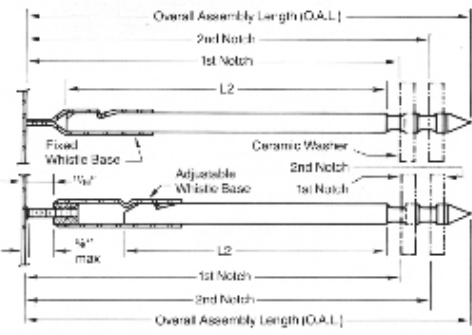 Overall Assembly Length (O.A.L.)
2nd Notch
1st Notch
L2
Fixed
Whistle Base
Ceramic Washer
2nd Notch
1st Notch
Adjustable
Whistle Base
max
L2
1st Notch
2nd Notch
Overall Assembly Length (O.A.L.)